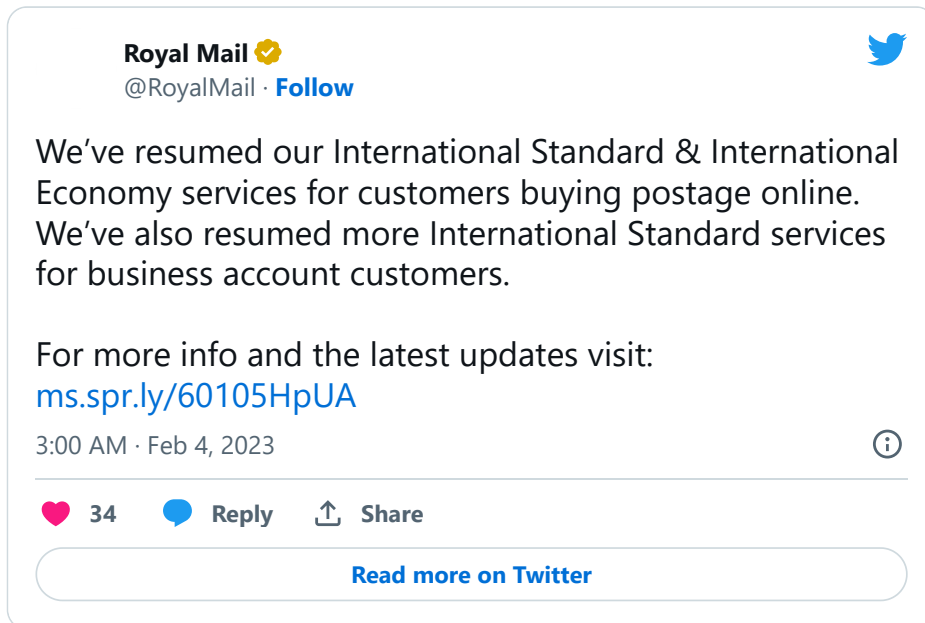 Royal Mail
@RoyalMail · Follow
We’ve resumed our International Standard & International
Economy services for customers buying postage online.
We’ve also resumed more International Standard services
for business account customers.
For more info and the latest updates visit:
ms.spr.ly/60105HpUA
3:00 AM · Feb 4, 2023
34 Reply Share
Read more on Twitter